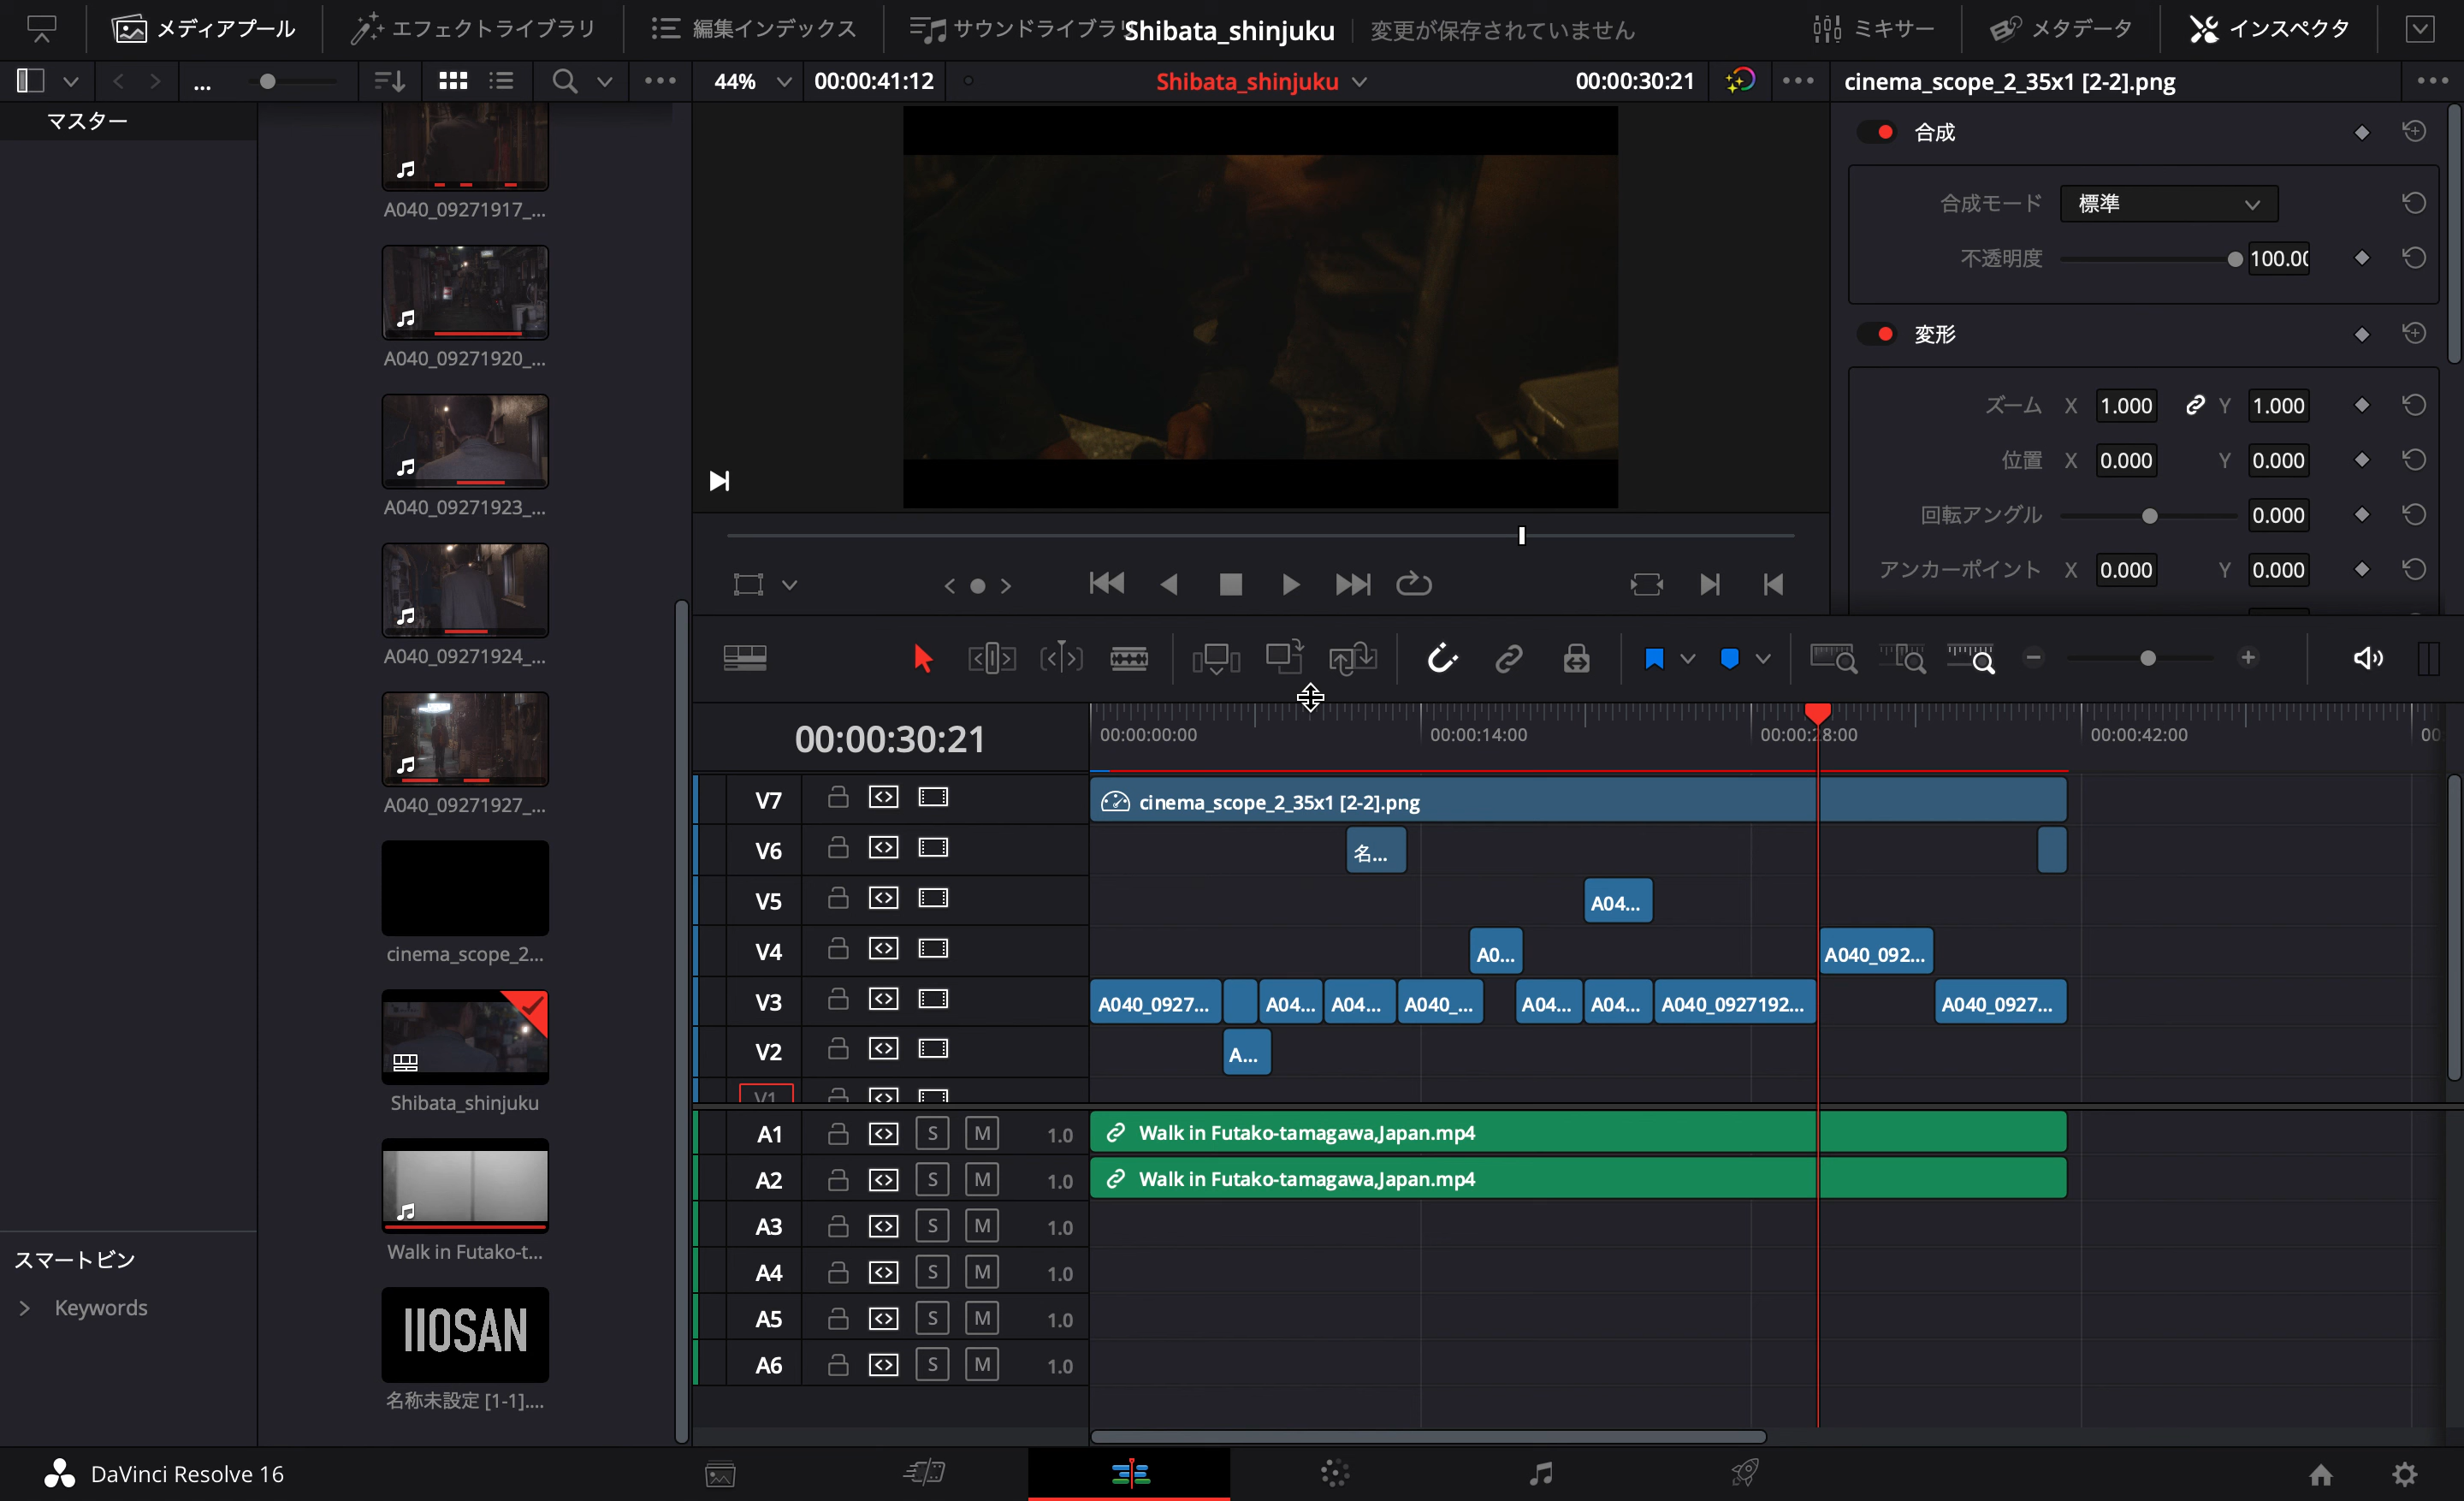 メディアプール
エフェクトライブラリ
編集インデックス
サウンドライブラリ
Shibata_shinjuku
変更が保存されていません
ミキサー
メタデータ
インスペクタ
...
44%
00:00:41:12
Shibata_shinjuku
00:00:30:21
cinema_scope_2_35x1 [2-2].png
マスター
A040_09271917_...
A040_09271920_...
A040_09271923_...
A040_09271924_...
A040_09271927_...
cinema_scope_2...
Shibata_shinjuku
Walk in Futako-t...
IIOSAN
名称未設定 [1-1]....
スマートビン
Keywords
合成
合成モード 標準
不透明度 100.00
変形
ズーム X 1.000 Y 1.000
位置 X 0.000 Y 0.000
回転アングル 0.000
アンカーポイント X 0.000 Y 0.000
00:00:30:21
00:00:00:00
00:00:14:00
00:00:28:00
00:00:42:00
00:
V7 cinema_scope_2_35x1 [2-2].png
V6 名...
V5 A04...
V4 A0... A040_092...
V3 A040_0927... A04... A04... A040_... A04... A04... A040_0927192... A040_0927...
V2 A...
V1
A1 S M 1.0 Walk in Futako-tamagawa,Japan.mp4
A2 S M 1.0 Walk in Futako-tamagawa,Japan.mp4
A3 S M 1.0
A4 S M 1.0
A5 S M 1.0
A6 S M 1.0
DaVinci Resolve 16